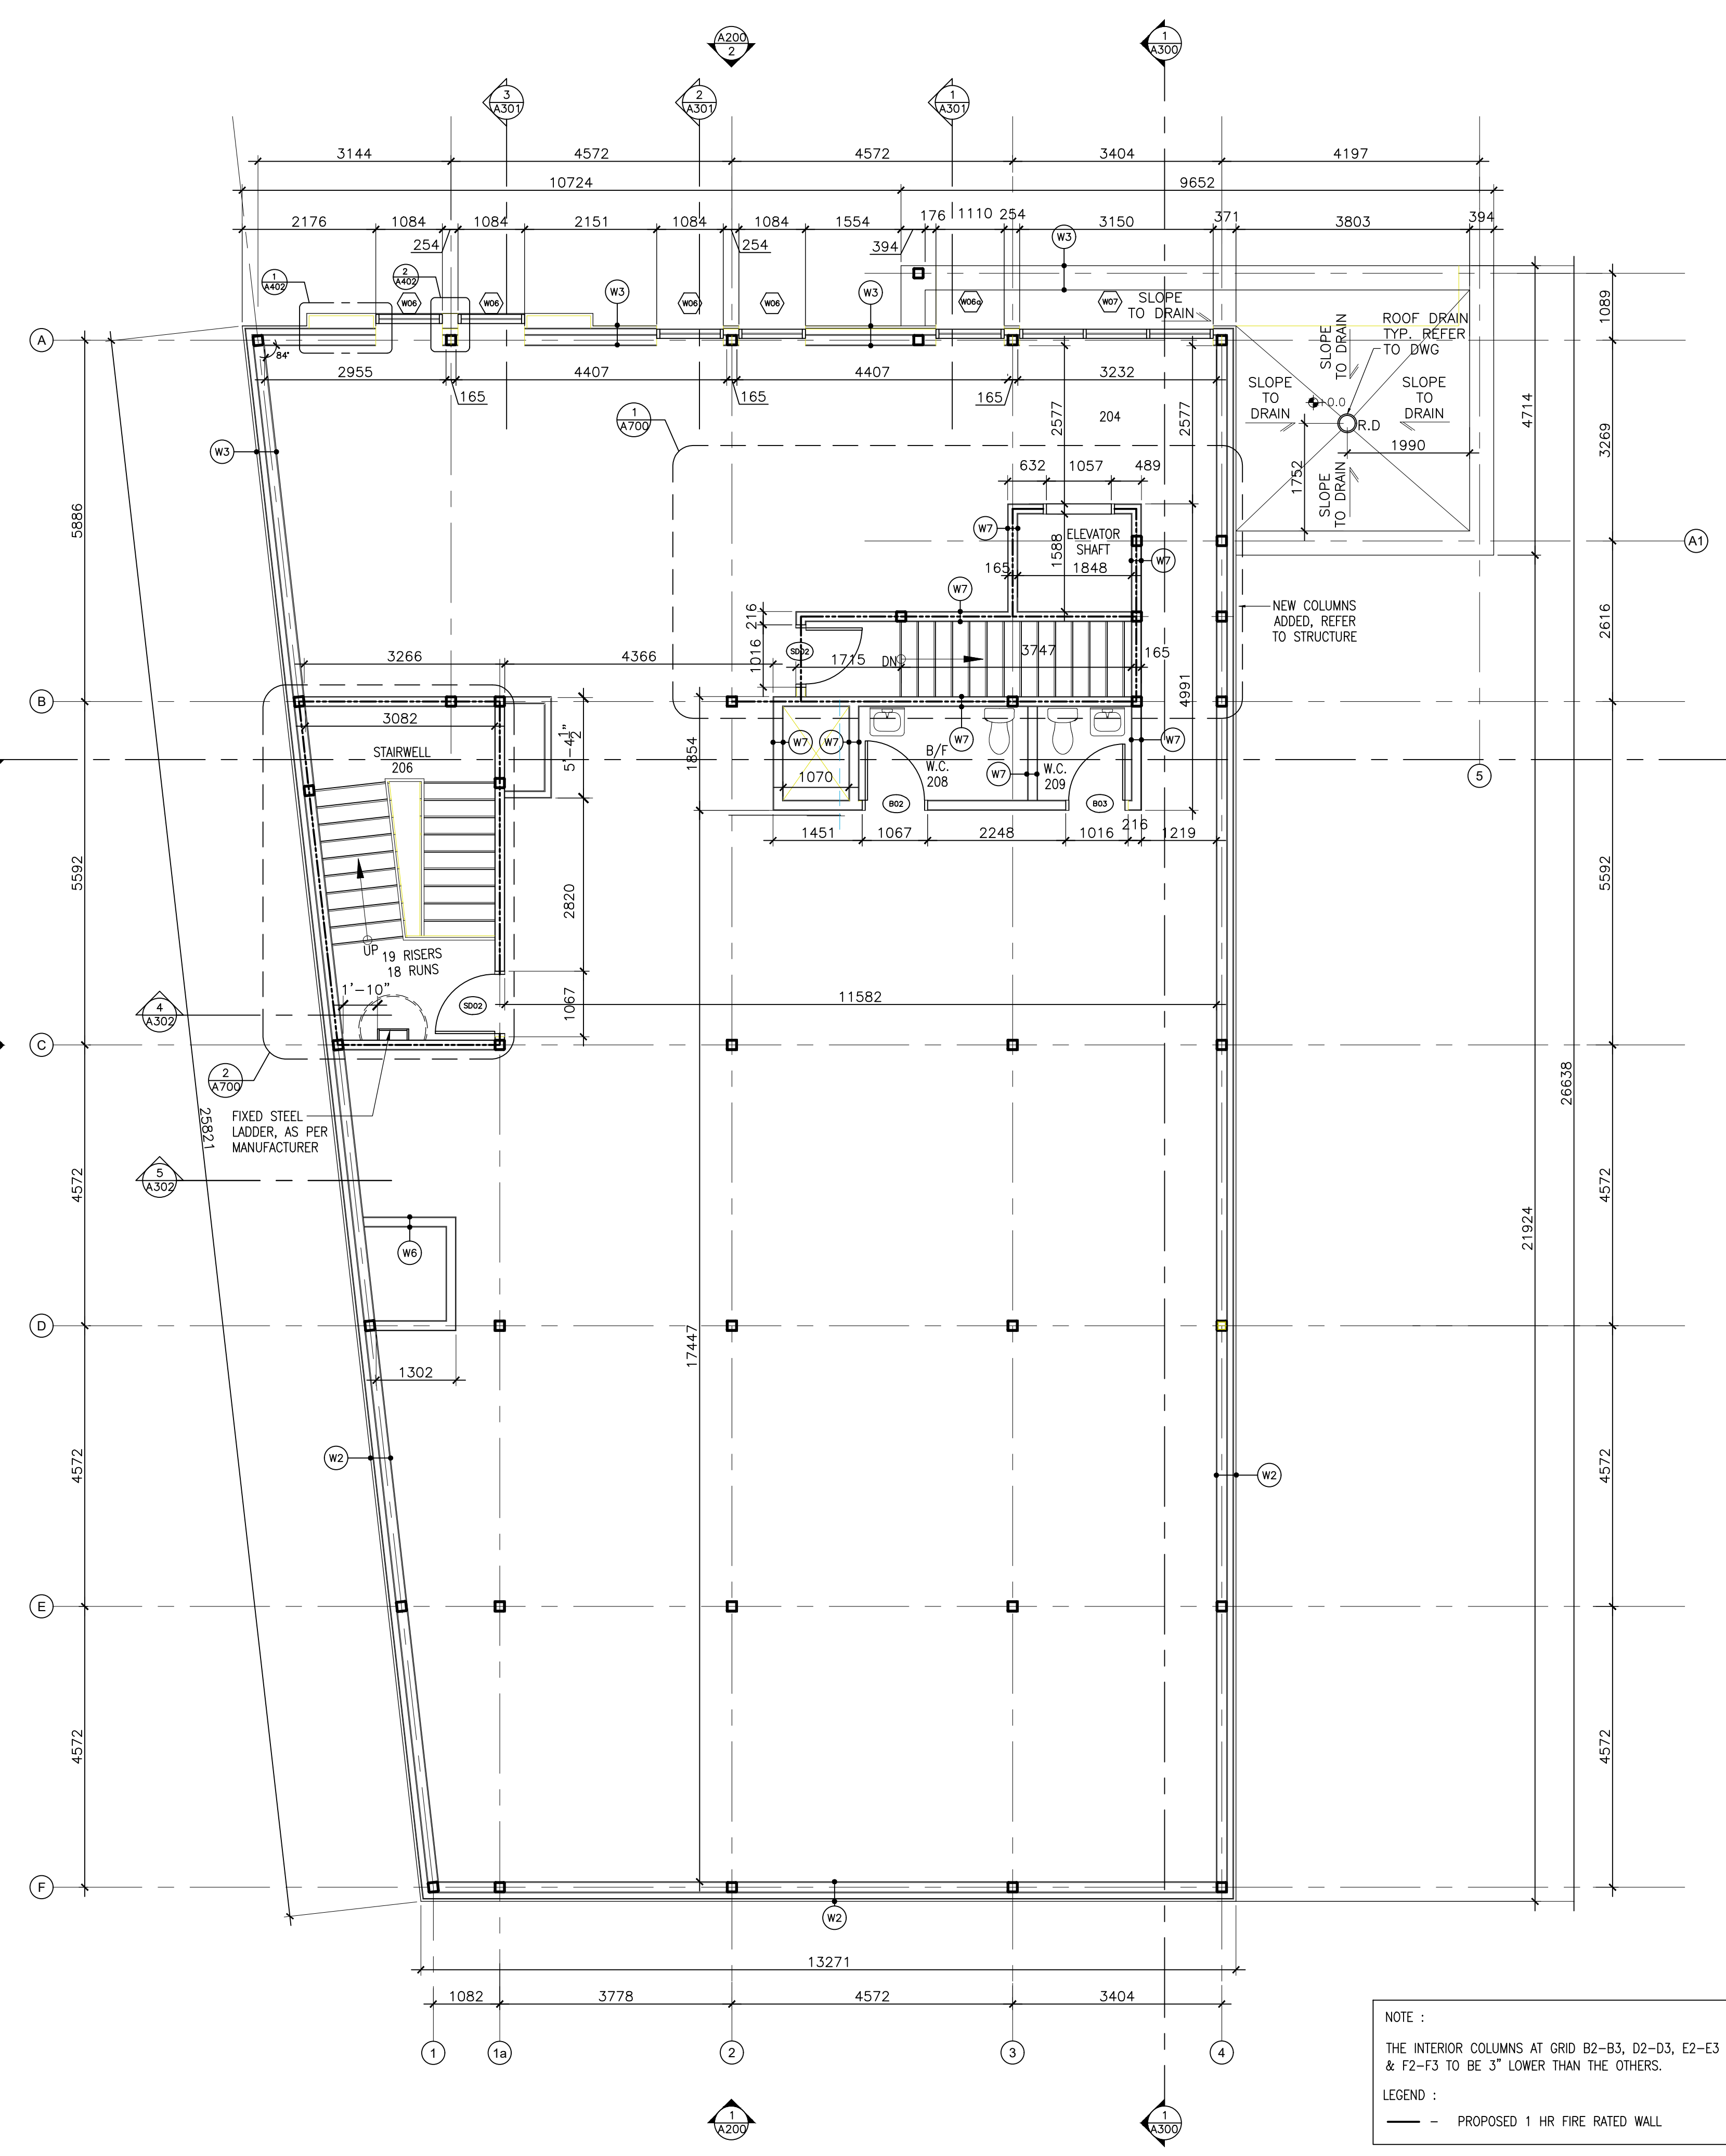 A200
2
1
A300
3
A301
2
A301
1
A301
3144
4572
4572
3404
4197
10724
9652
2176
1084
1084
2151
1084
1084
1554
176
1110
254
3150
371
3803
394
254
254
394
W3
1
A402
2
A402
W06
W06
W3
W06
W06
W3
W06a
W07
SLOPE
TO DRAIN
ROOF DRAIN
TYP. REFER
TO DWG
1089
A
84°
2955
4407
4407
3232
165
165
165
SLOPE
TO DRAIN
SLOPE
TO
DRAIN
SLOPE
TO
DRAIN
+0.0
R.D
1990
1752
SLOPE
TO DRAIN
4714
3269
1
A700
204
2577
2577
W3
632
1057
489
5886
W7
ELEVATOR
SHAFT
1588
W7
165
1848
A1
W7
216
NEW COLUMNS
ADDED, REFER
TO STRUCTURE
2616
SD02
1016
1715
DN
3747
165
3266
4366
4991
B
3082
STAIRWELL
206
5'-4 1/2"
1854
W7
W7
1070
B/F
W.C.
208
W7
W7
W.C.
209
W7
5
B02
B03
1451
1067
2248
1016
216
1219
5592
5592
2820
UP
19 RISERS
18 RUNS
1'-10"
SD02
1067
11582
4
A302
C
2
A700
25821
FIXED STEEL
LADDER, AS PER
MANUFACTURER
26638
5
A302
4572
4572
21924
W6
D
1302
17447
W2
W2
4572
4572
E
4572
4572
F
W2
13271
1082
3778
4572
3404
1
1a
2
3
4
1
A200
1
A300
NOTE :
THE INTERIOR COLUMNS AT GRID B2-B3, D2-D3, E2-E3
& F2-F3 TO BE 3" LOWER THAN THE OTHERS.
LEGEND :
- PROPOSED 1 HR FIRE RATED WALL